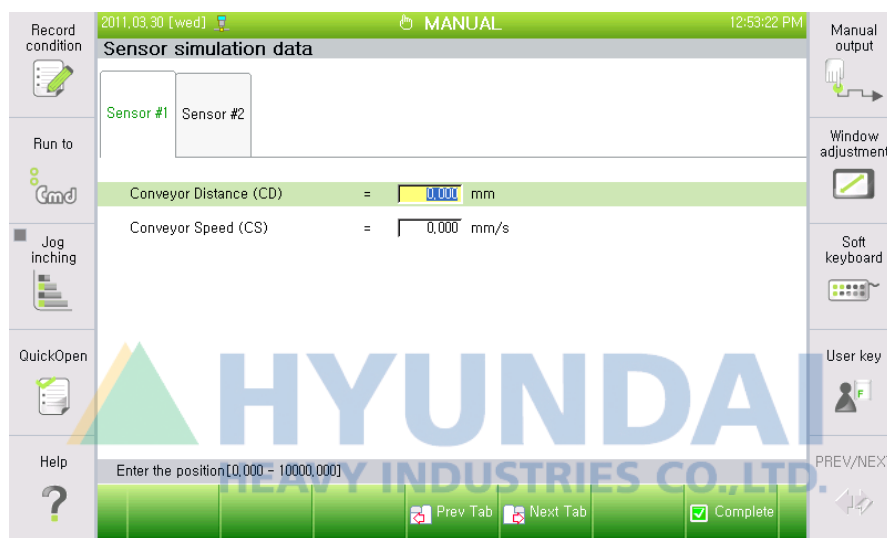 2011,03,30 [wed]
MANUAL
12:53:22 PM
Sensor simulation data
Record
condition
Run to
Cmd
Jog
inching
QuickOpen
Help
?
Sensor #1
Sensor #2
Conveyor Distance (CD) = 0,000 mm
Conveyor Speed (CS) = 0,000 mm/s
HYUNDAI
HEAVY INDUSTRIES CO.,LTD.
Enter the position[0,000 - 10000,000]
Prev Tab
Next Tab
Complete
Manual
output
Window
adjustment
Soft
keyboard
User key
F
PREV/NEX